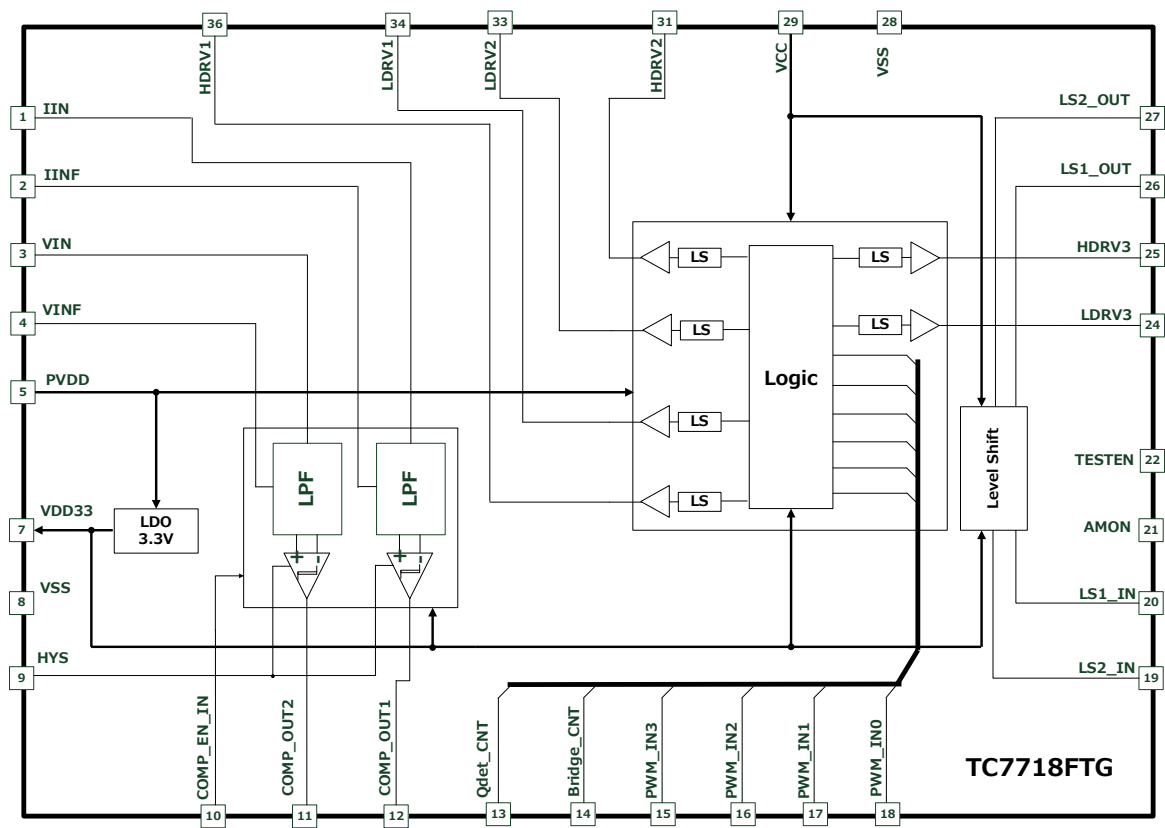 36
34
33
31
29
28
HDRV1
LDRV1
LDRV2
HDRV2
VCC
VSS
1
IIN
LS2_OUT
27
2
IINF
LS1_OUT
26
3
VIN
HDRV3
25
4
VINF
LDRV3
24
5
PVDD
LS
LS
LS
LS
LS
LS
Logic
LPF
LPF
Level Shift
TESTEN
22
7
VDD33
LDO
3.3V
AMON
21
+ -
+ -
8
VSS
LS1_IN
20
9
HYS
LS2_IN
19
COMP_EN_IN
COMP_OUT2
COMP_OUT1
Qdet_CNT
Bridge_CNT
PWM_IN3
PWM_IN2
PWM_IN1
PWM_IN0
TC7718FTG
10
11
12
13
14
15
16
17
18